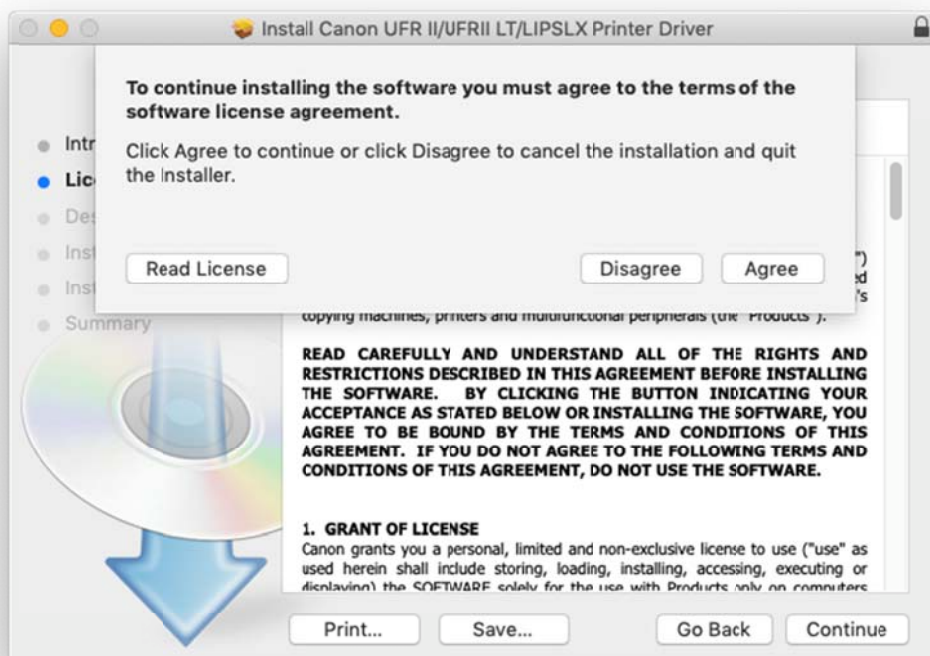 Install Canon UFR II/UFRII LT/LIPSLX Printer Driver
To continue installing the software you must agree to the terms of the
software license agreement.
Click Agree to continue or click Disagree to cancel the installation and quit
the installer.
Read License
Disagree
Agree
Intr
Lic
Des
Inst
Inst
Summary
")
ed
's
copying machines, printers and multifunctional peripherals (the "Products").
READ CAREFULLY AND UNDERSTAND ALL OF THE RIGHTS AND
RESTRICTIONS DESCRIBED IN THIS AGREEMENT BEFORE INSTALLING
THE SOFTWARE. BY CLICKING THE BUTTON INDICATING YOUR
ACCEPTANCE AS STATED BELOW OR INSTALLING THE SOFTWARE, YOU
AGREE TO BE BOUND BY THE TERMS AND CONDITIONS OF THIS
AGREEMENT. IF YOU DO NOT AGREE TO THE FOLLOWING TERMS AND
CONDITIONS OF THIS AGREEMENT, DO NOT USE THE SOFTWARE.
1. GRANT OF LICENSE
Canon grants you a personal, limited and non-exclusive license to use ("use" as
used herein shall include storing, loading, installing, accessing, executing or
displaying) the SOFTWARE solely for the use with Products only on computers
Print...
Save...
Go Back
Continue